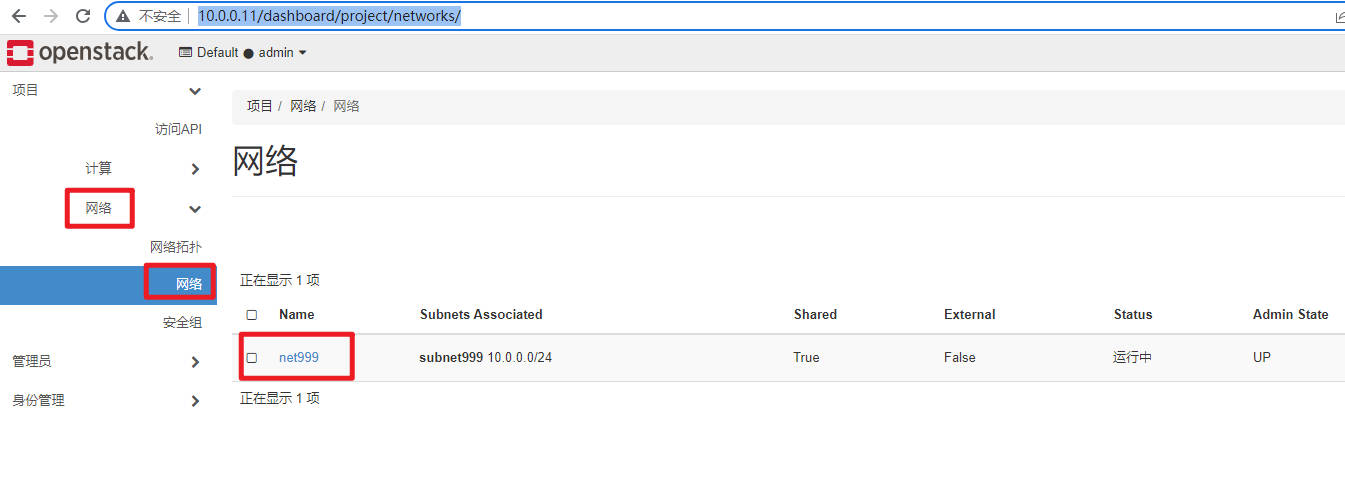 不安全 10.0.0.11/dashboard/project/networks/
openstack. Default ● admin
项目
访问API
计算
网络
网络拓扑
网络
安全组
管理员
身份管理
项目 / 网络 / 网络
网络
正在显示 1 项
Name Subnets Associated Shared External Status Admin State
net999 subnet999 10.0.0.0/24 True False 运行中 UP
正在显示 1 项